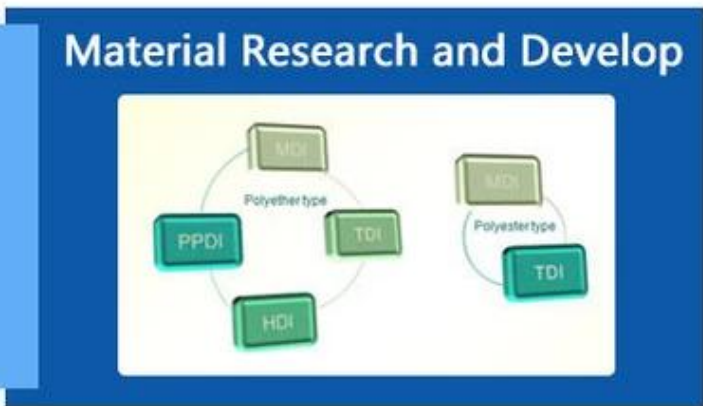 Material Research and Develop
MDI
Polyether type
PPDI
TDI
HDI
MDI
Polyester type
TDI